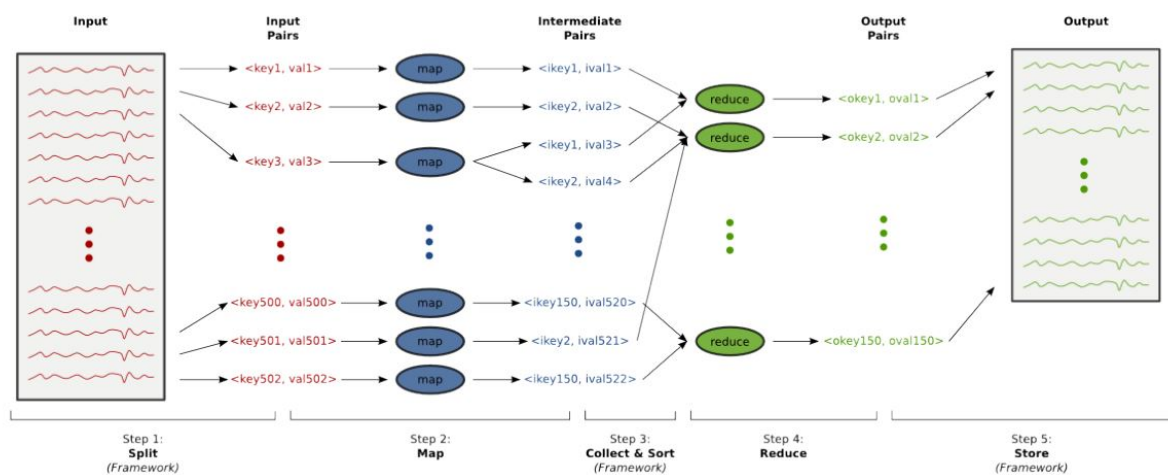 Input
Input
Pairs
Intermediate
Pairs
Output
Pairs
Output
<key1, val1>
map
<ikey1, ival1>
reduce
<okey1, oval1>
<key2, val2>
map
<ikey2, ival2>
reduce
<okey2, oval2>
<key3, val3>
map
<ikey1, ival3>
<ikey2, ival4>
<key500, val500>
map
<ikey150, ival520>
<key501, val501>
map
<ikey2, ival521>
reduce
<okey150, oval150>
<key502, val502>
map
<ikey150, ival522>
Step 1:
Split
(Framework)
Step 2:
Map
Step 3:
Collect & Sort
(Framework)
Step 4:
Reduce
Step 5:
Store
(Framework)